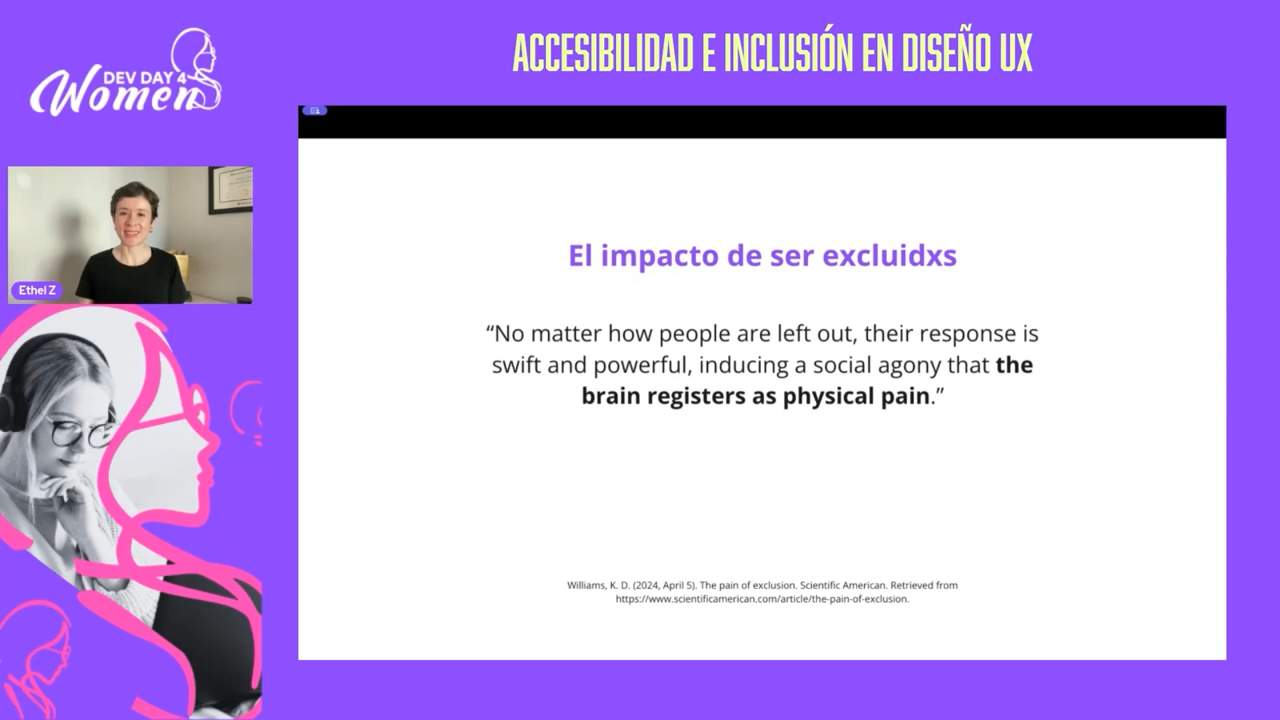 DEV DAY 4
Women
ACCESIBILIDAD E INCLUSIÓN EN DISEÑO UX
Ethel Z
El impacto de ser excluidxs
“No matter how people are left out, their response is
swift and powerful, inducing a social agony that the
brain registers as physical pain.”
Williams, K. D. (2024, April 5). The pain of exclusion. Scientific American. Retrieved from
https://www.scientificamerican.com/article/the-pain-of-exclusion.